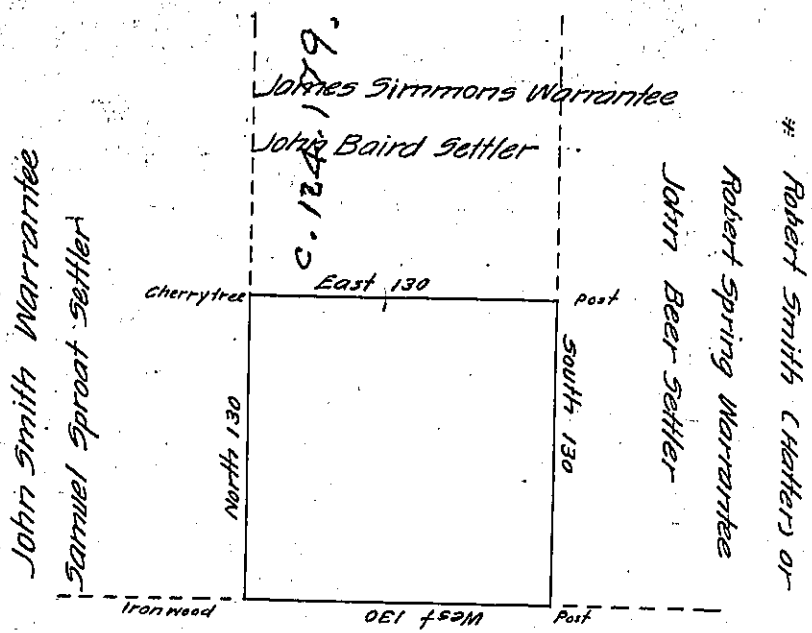 C. 124. 179.
James Simmons Warrantee
John Baird Settler
John Smith Warrantee
Samuel Sproat Settler
* Robert Smith (Hatter) or
Robert Spring Warrantee
John Beer Settler
Cherrytree
East 130
Post
North 130
South 130
Ironwood
West 130
Post